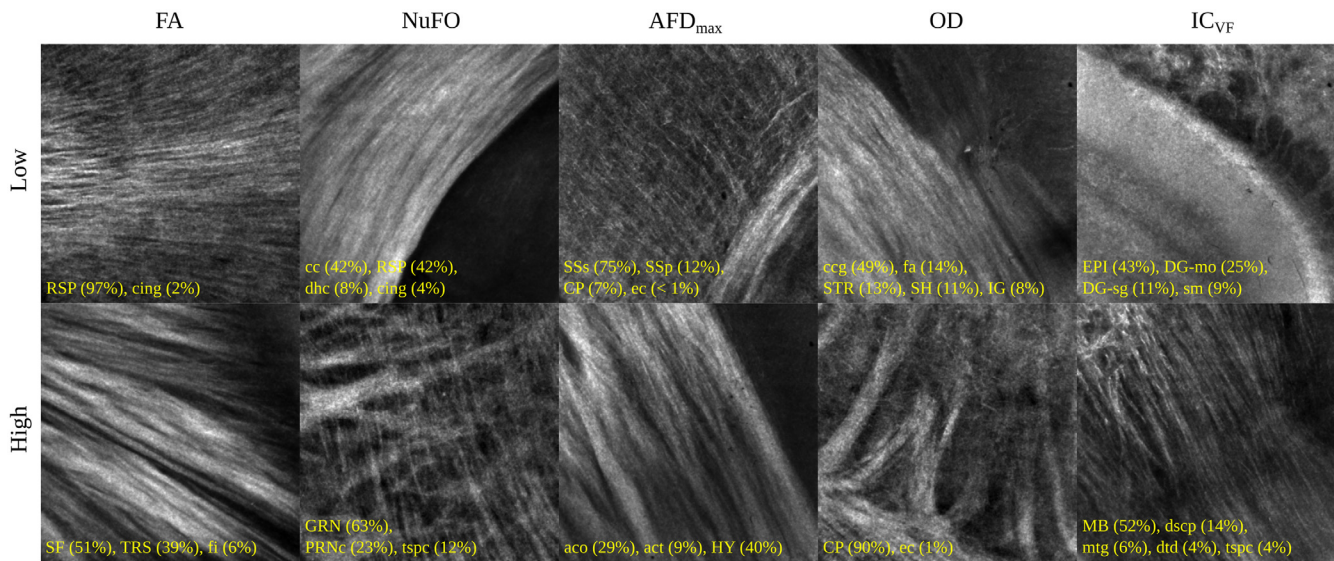 FA NuFO AFDmax OD ICVF
Low
RSP (97%), cing (2%)
cc (42%), RSP (42%),
dhc (8%), cing (4%)
SSs (75%), SSp (12%),
CP (7%), ec (< 1%)
ccg (49%), fa (14%),
STR (13%), SH (11%), IG (8%)
EPI (43%), DG-mo (25%),
DG-sg (11%), sm (9%)
High
SF (51%), TRS (39%), fi (6%)
GRN (63%),
PRNc (23%), tspc (12%)
aco (29%), act (9%), HY (40%)
CP (90%), ec (1%)
MB (52%), dscp (14%),
mtg (6%), dtd (4%), tspc (4%)